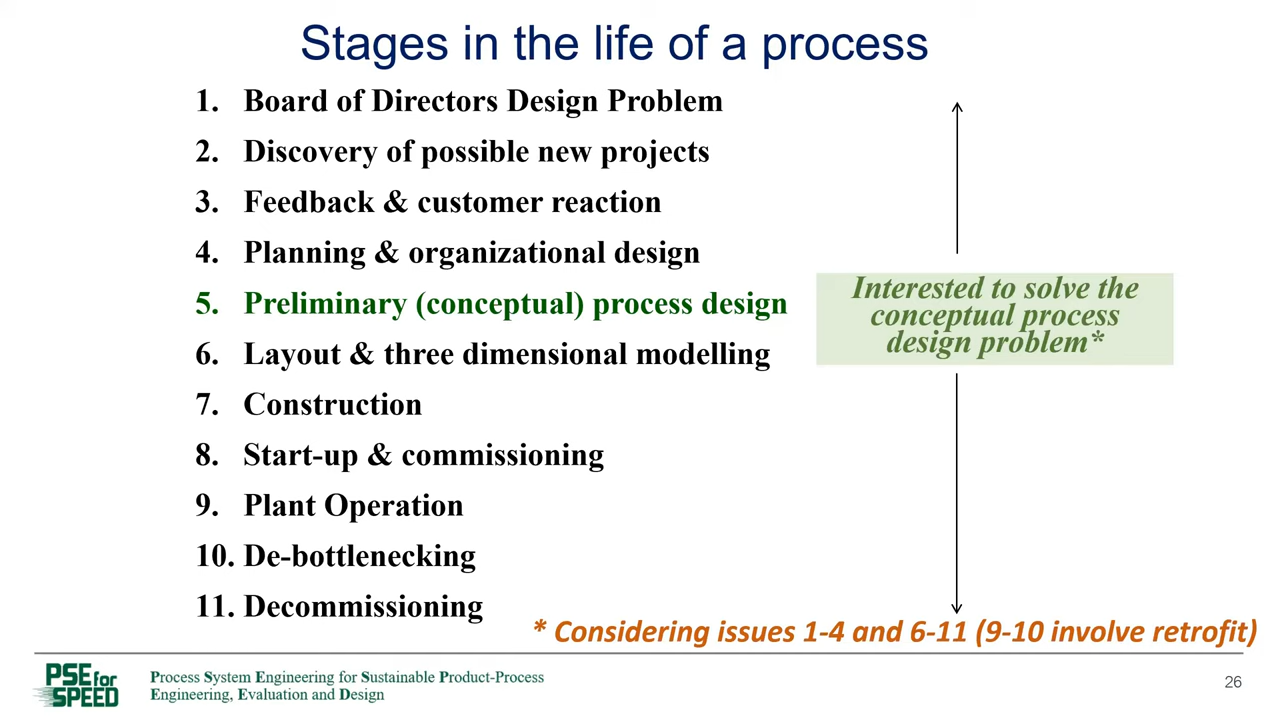 Stages in the life of a process
1. Board of Directors Design Problem
2. Discovery of possible new projects
3. Feedback & customer reaction
4. Planning & organizational design
5. Preliminary (conceptual) process design
6. Layout & three dimensional modelling
7. Construction
8. Start-up & commissioning
9. Plant Operation
10. De-bottlenecking
11. Decommissioning
Interested to solve the
conceptual process
design problem*
* Considering issues 1-4 and 6-11 (9-10 involve retrofit)
PSE for
SPEED
Process System Engineering for Sustainable Product-Process
Engineering, Evaluation and Design
26